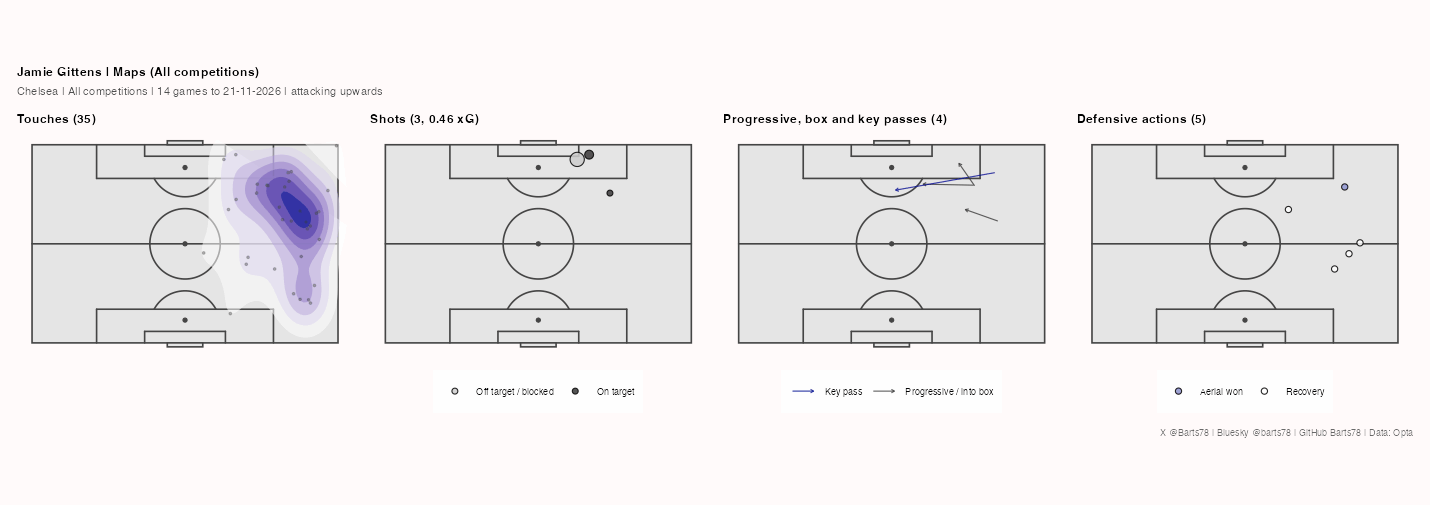 Jamie Gittens | Maps (All competitions)
Chelsea | All competitions | 14 games to 21-11-2026 | attacking upwards
Touches (35)
Shots (3, 0.46 xG)
Progressive, box and key passes (4)
Defensive actions (5)
Off target / blocked
On target
Key pass
Progressive / into box
Aerial won
Recovery
X @Barts78 | Bluesky @barts78 | GitHub Barts78 | Data: Opta